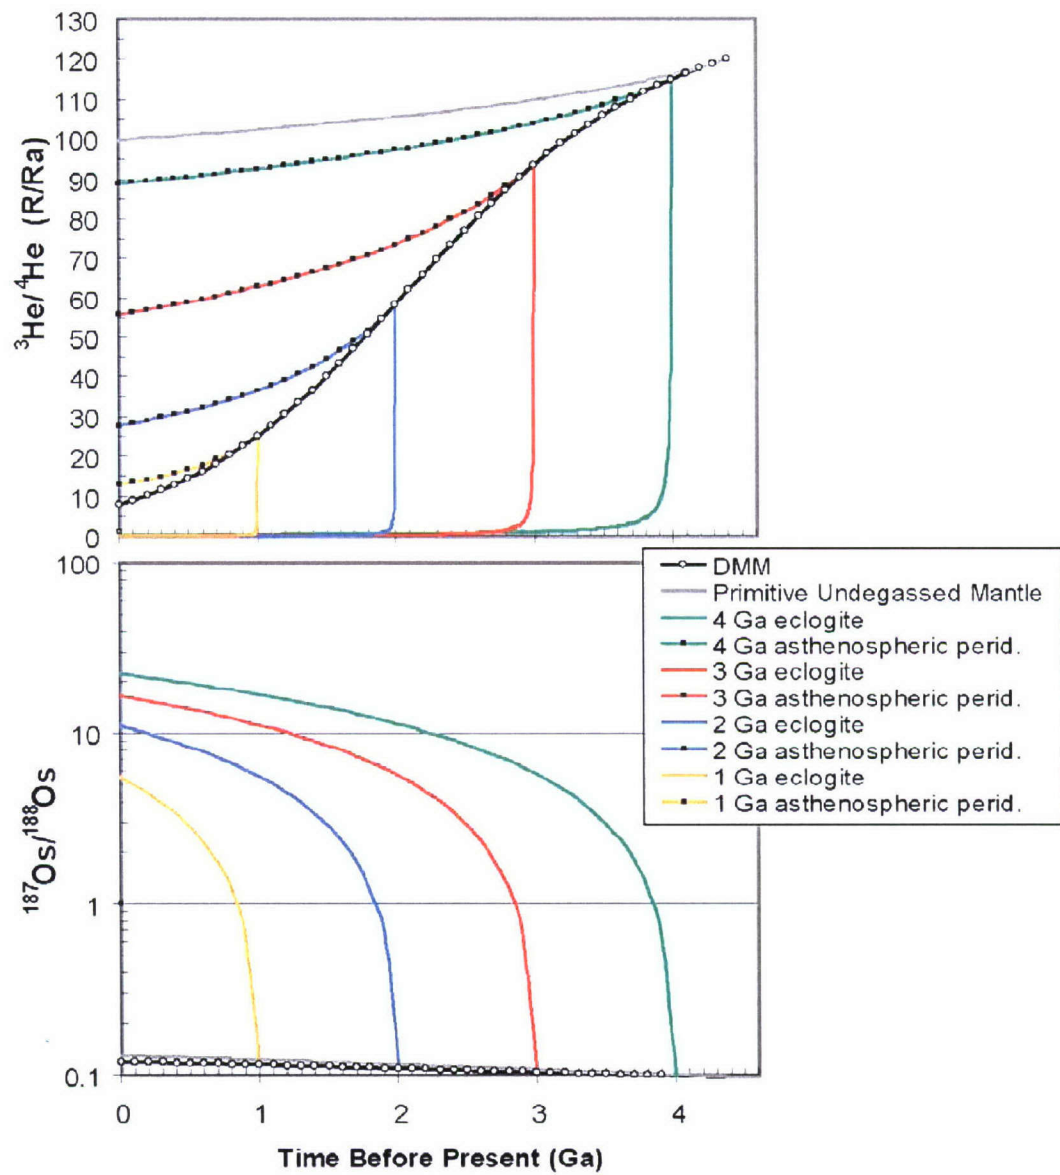 130
120
110
100
90
80
70
60
50
40
30
20
10
0
³He/⁴He (R/Ra)
DMM
Primitive Undegassed Mantle
4 Ga eclogite
4 Ga asthenospheric perid.
3 Ga eclogite
3 Ga asthenospheric perid.
2 Ga eclogite
2 Ga asthenospheric perid.
1 Ga eclogite
1 Ga asthenospheric perid.
100
10
1
0.1
¹⁸⁷Os/¹⁸⁸Os
0 1 2 3 4
Time Before Present (Ga)